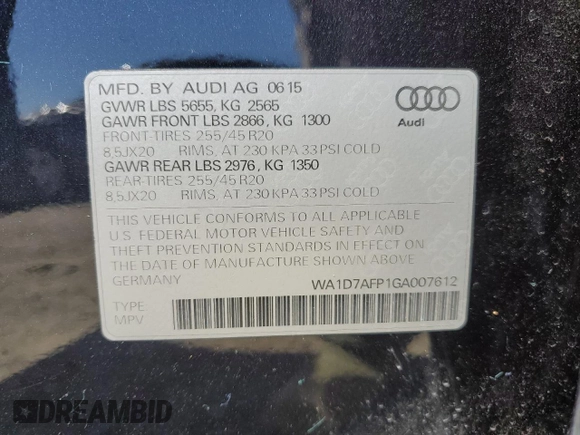 MFD. BY AUDI AG 06 15
GVWR LBS 5655, KG 2565
GAWR FRONT LBS 2866, KG 1300
FRONT-TIRES 255/45 R20
8,5JX20 RIMS, AT 230 KPA 33 PSI COLD
GAWR REAR LBS 2976, KG 1350
REAR-TIRES 255/45 R20
8,5JX20 RIMS, AT 230 KPA 33 PSI COLD
Audi
THIS VEHICLE CONFORMS TO ALL APPLICABLE
U.S. FEDERAL MOTOR VEHICLE SAFETY AND
THEFT PREVENTION STANDARDS IN EFFECT ON
THE DATE OF MANUFACTURE SHOWN ABOVE
GERMANY
WA1D7AFP1GA007612
TYPE:
MPV
DREAMBID